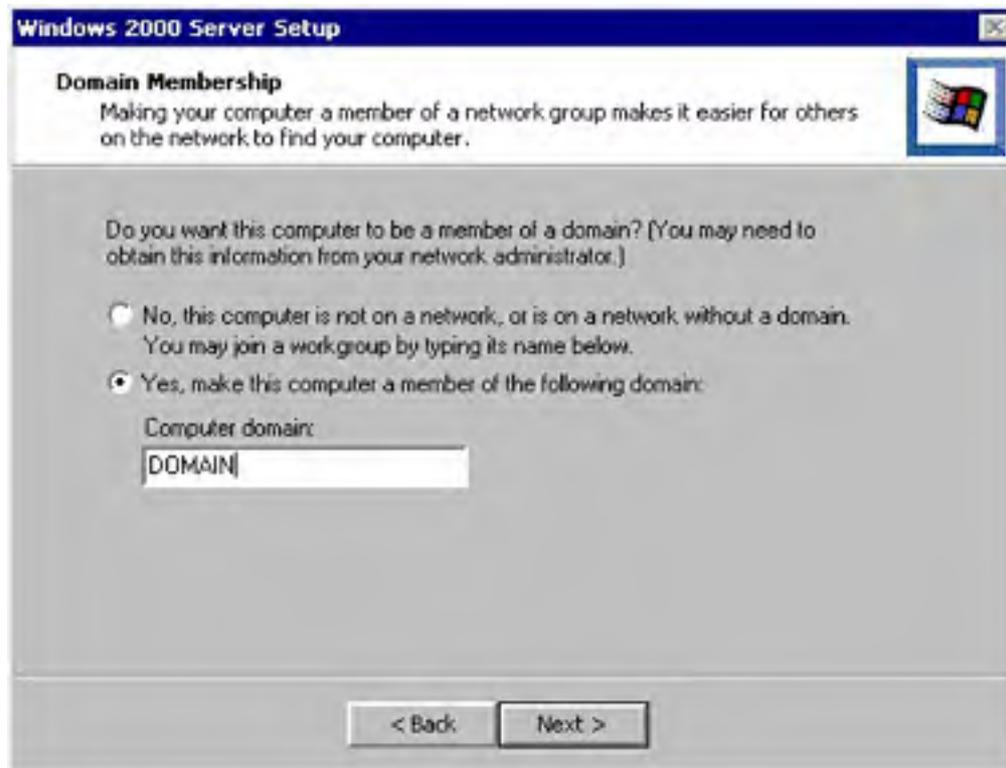 Windows 2000 Server Setup
Domain Membership
Making your computer a member of a network group makes it easier for others
on the network to find your computer.
Do you want this computer to be a member of a domain? (You may need to
obtain this information from your network administrator.)
No, this computer is not on a network, or is on a network without a domain.
You may join a workgroup by typing its name below.
Yes, make this computer a member of the following domain:
Computer domain:
DOMAIN
< Back
Next >